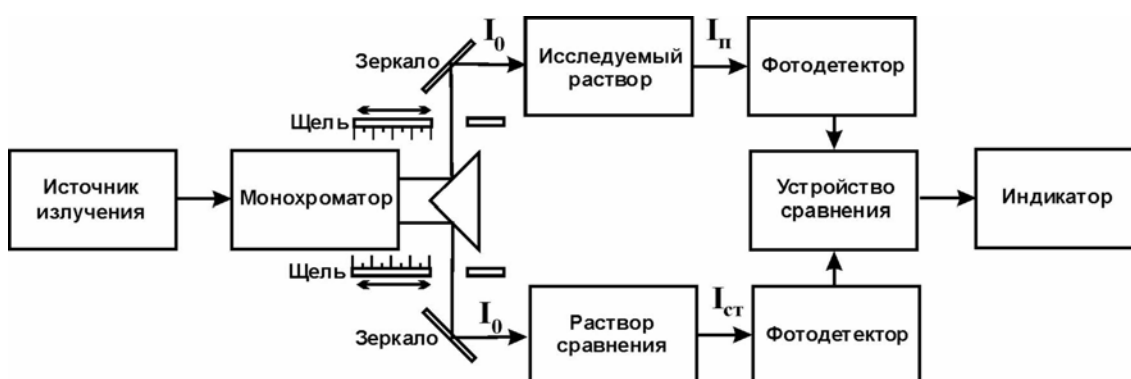 I₀
Iп
Зеркало
Исследуемый
раствор
Фотодетектор
Щель
Источник
излучения
Монохроматор
Устройство
сравнения
Индикатор
Щель
Зеркало
I₀
Раствор
сравнения
Iст
Фотодетектор